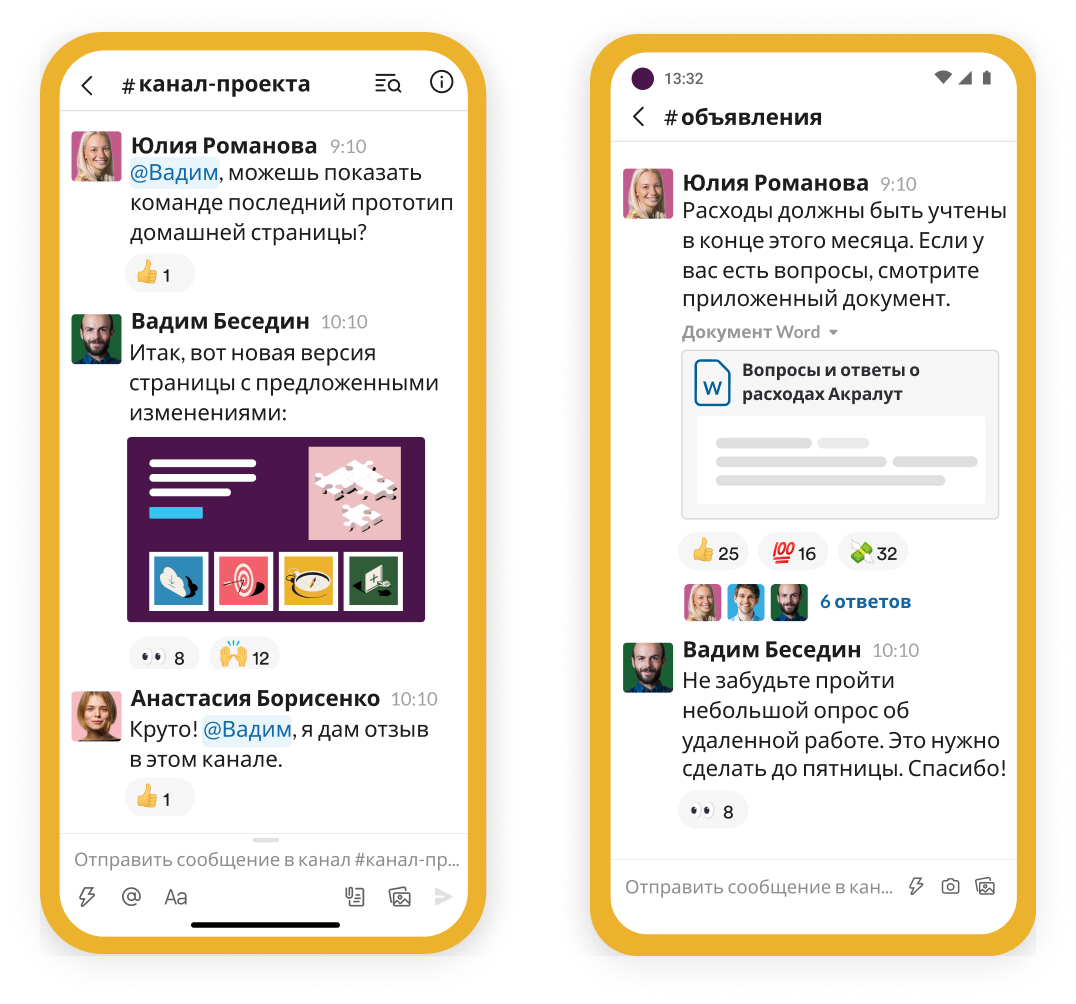 #канал-проекта
Юлия Романова 9:10
@Вадим, можешь показать
команде последний прототип
домашней страницы?
1
Вадим Беседин 10:10
Итак, вот новая версия
страницы с предложенными
изменениями:
8 12
Анастасия Борисенко 10:10
Круто! @Вадим, я дам отзыв
в этом канале.
1
Отправить сообщение в канал #канал-пр...
@ Aa
13:32
#объявления
Юлия Романова 9:10
Расходы должны быть учтены
в конце этого месяца. Если у
вас есть вопросы, смотрите
приложенный документ.
Документ Word
W
Вопросы и ответы о
расходах Акралут
25 100 16 32
6 ответов
Вадим Беседин 10:10
Не забудьте пройти
небольшой опрос об
удаленной работе. Это нужно
сделать до пятницы. Спасибо!
8
Отправить сообщение в кан...